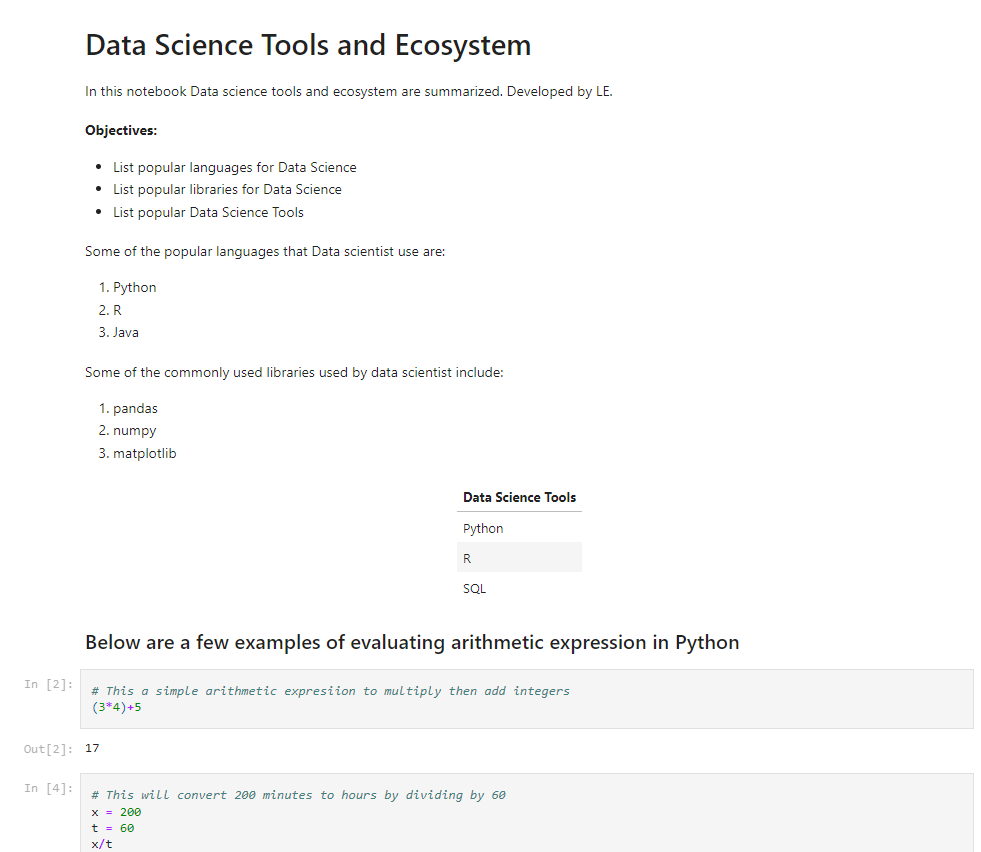 Data Science Tools and Ecosystem
In this notebook Data science tools and ecosystem are summarized. Developed by LE.
Objectives:
• List popular languages for Data Science
• List popular libraries for Data Science
• List popular Data Science Tools
Some of the popular languages that Data scientist use are:
1. Python
2. R
3. Java
Some of the commonly used libraries used by data scientist include:
1. pandas
2. numpy
3. matplotlib
Data Science Tools
Python
R
SQL
Below are a few examples of evaluating arithmetic expression in Python
In [2]:
# This a simple arithmetic expresiion to multiply then add integers
(3*4)+5
Out[2]: 17
In [4]:
# This will convert 200 minutes to hours by dividing by 60
x = 200
t = 60
x/t